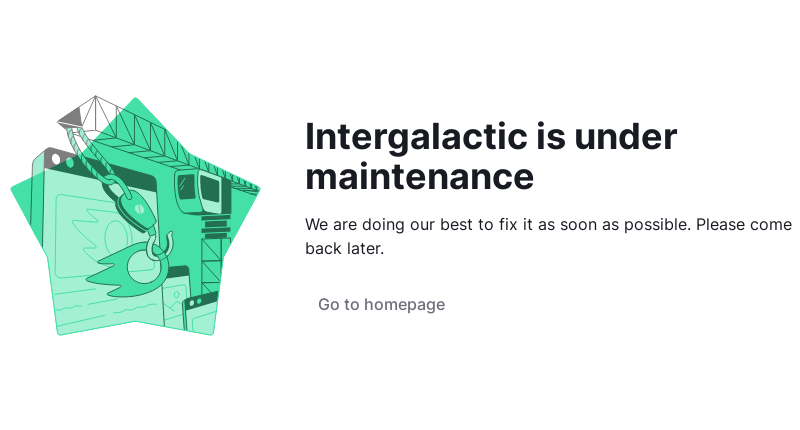 Intergalactic is under
maintenance
We are doing our best to fix it as soon as possible. Please come
back later.
Go to homepage